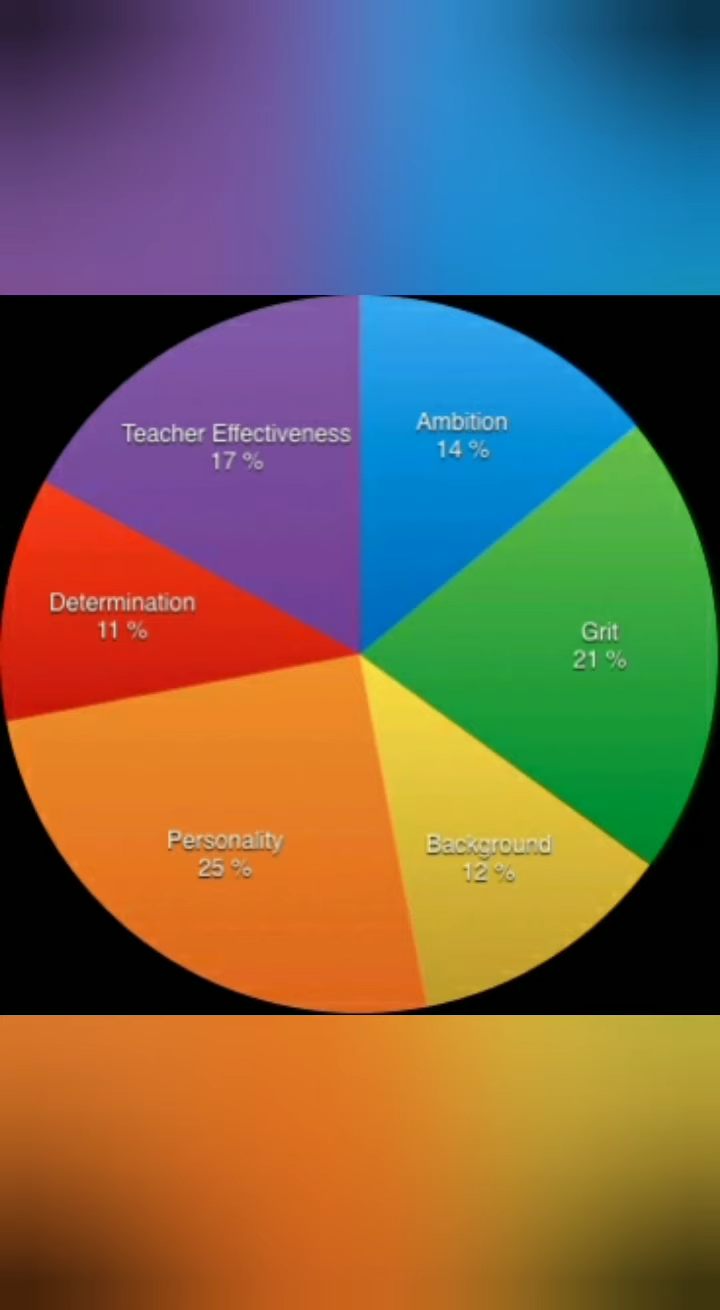 Ambition
14 %
Teacher Effectiveness
17 %
Determination
11 %
Grit
21 %
Personality
25 %
Background
12 %